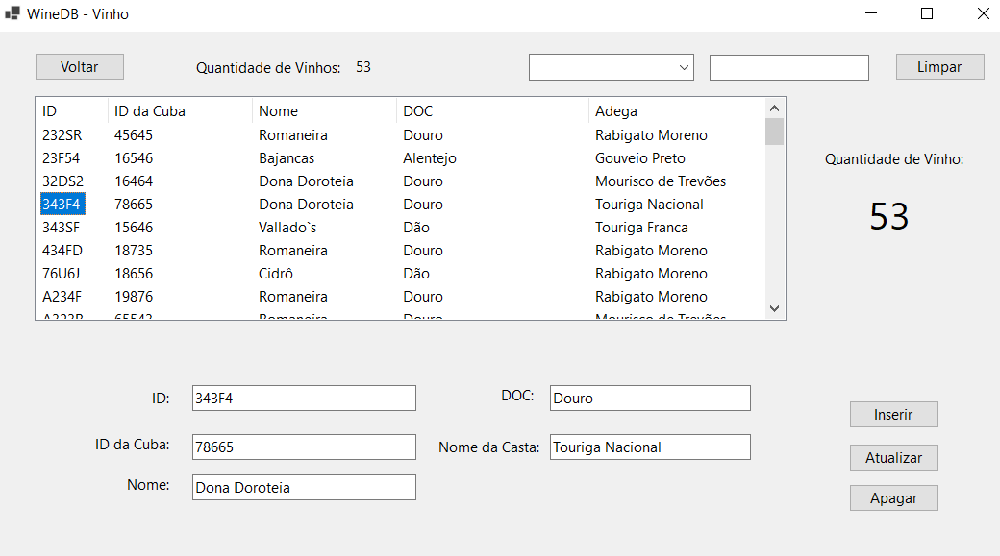 WineDB - Vinho
Voltar Quantidade de Vinhos: 53 Limpar
ID ID da Cuba Nome DOC Adega
232SR 45645 Romaneira Douro Rabigato Moreno
23F54 16546 Bajancas Alentejo Gouveio Preto
32DS2 16464 Dona Doroteia Douro Mourisco de Trevões
343F4 78665 Dona Doroteia Douro Touriga Nacional
343SF 15646 Vallado`s Dão Touriga Franca
434FD 18735 Romaneira Douro Rabigato Moreno
76U6J 18656 Cidrô Dão Rabigato Moreno
A234F 19876 Romaneira Douro Rabigato Moreno
Romaneira Douro Mourisco de Trevões
Quantidade de Vinho:
53
ID: 343F4 DOC: Douro
ID da Cuba: 78665 Nome da Casta: Touriga Nacional
Nome: Dona Doroteia
Inserir
Atualizar
Apagar